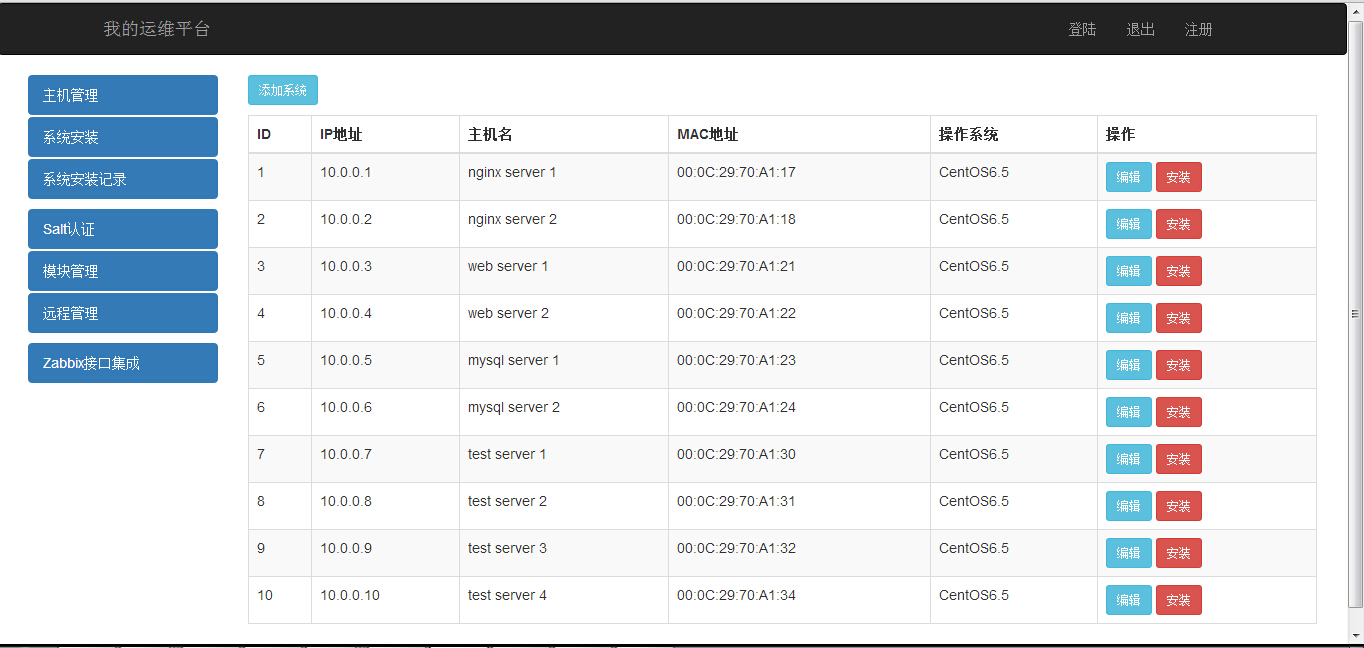 我的运维平台 登陆 退出 注册
主机管理
系统安装
系统安装记录
Salt认证
模块管理
远程管理
Zabbix接口集成
添加系统
ID IP地址 主机名 MAC地址 操作系统 操作
1 10.0.0.1 nginx server 1 00:0C:29:70:A1:17 CentOS6.5 编辑 安装
2 10.0.0.2 nginx server 2 00:0C:29:70:A1:18 CentOS6.5 编辑 安装
3 10.0.0.3 web server 1 00:0C:29:70:A1:21 CentOS6.5 编辑 安装
4 10.0.0.4 web server 2 00:0C:29:70:A1:22 CentOS6.5 编辑 安装
5 10.0.0.5 mysql server 1 00:0C:29:70:A1:23 CentOS6.5 编辑 安装
6 10.0.0.6 mysql server 2 00:0C:29:70:A1:24 CentOS6.5 编辑 安装
7 10.0.0.7 test server 1 00:0C:29:70:A1:30 CentOS6.5 编辑 安装
8 10.0.0.8 test server 2 00:0C:29:70:A1:31 CentOS6.5 编辑 安装
9 10.0.0.9 test server 3 00:0C:29:70:A1:32 CentOS6.5 编辑 安装
10 10.0.0.10 test server 4 00:0C:29:70:A1:34 CentOS6.5 编辑 安装